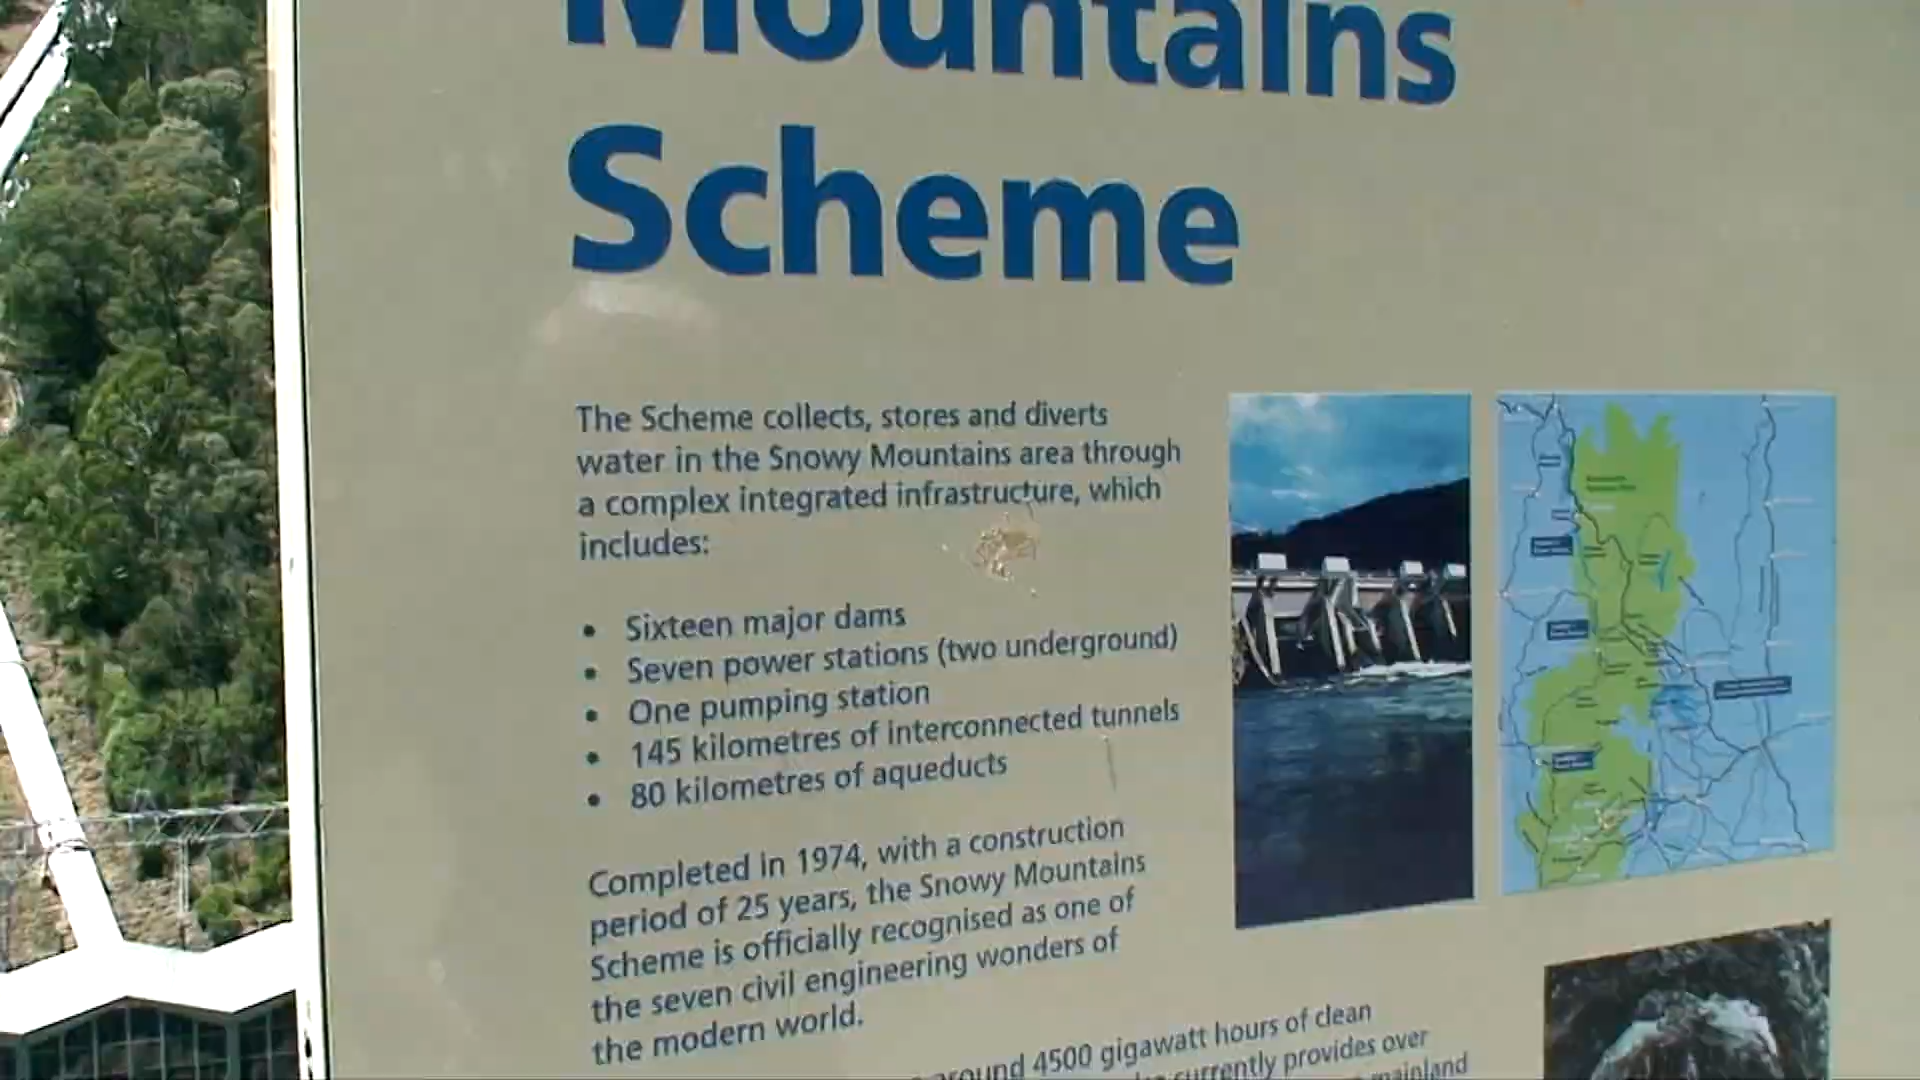 Mountains
Scheme
The Scheme collects, stores and diverts
water in the Snowy Mountains area through
a complex integrated infrastructure, which
includes:
• Sixteen major dams
• Seven power stations (two underground)
• One pumping station
• 145 kilometres of interconnected tunnels
• 80 kilometres of aqueducts
Completed in 1974, with a construction
period of 25 years, the Snowy Mountains
Scheme is officially recognised as one of
the seven civil engineering wonders of
the modern world.
around 4500 gigawatt hours of clean
currently provides over
mainland